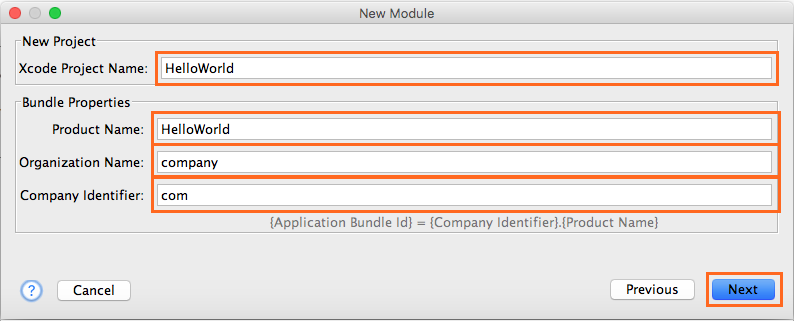 New Module
New Project
Xcode Project Name: HelloWorld
Bundle Properties
Product Name: HelloWorld
Organization Name: company
Company Identifier: com
{Application Bundle Id} = {Company Identifier}.{Product Name}
? Cancel Previous Next